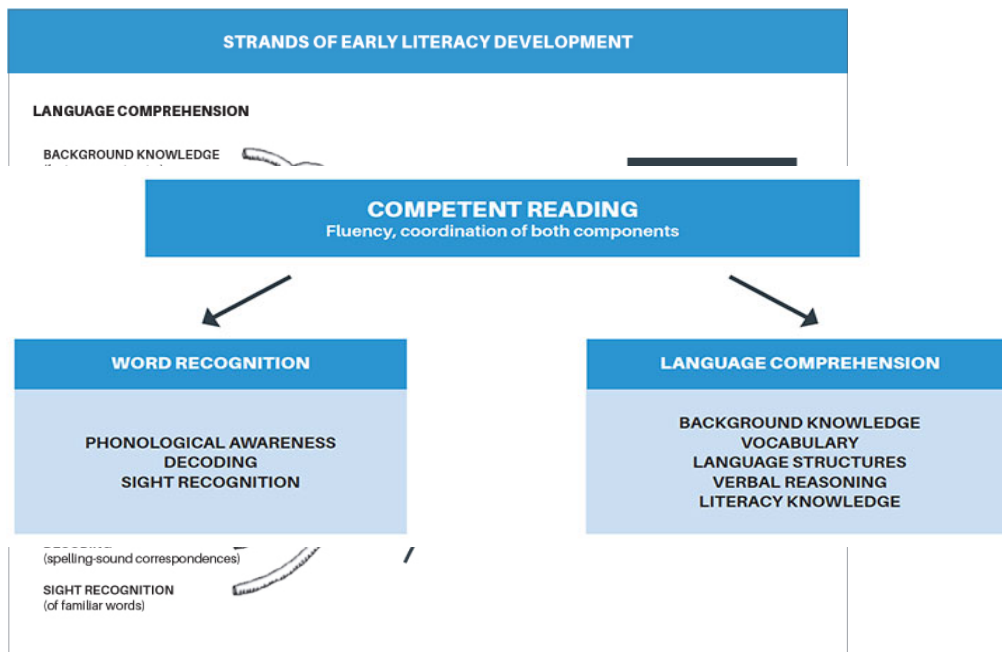 STRANDS OF EARLY LITERACY DEVELOPMENT
LANGUAGE COMPREHENSION
BACKGROUND KNOWLEDGE
COMPETENT READING
Fluency, coordination of both components
WORD RECOGNITION
PHONOLOGICAL AWARENESS
DECODING
SIGHT RECOGNITION
LANGUAGE COMPREHENSION
BACKGROUND KNOWLEDGE
VOCABULARY
LANGUAGE STRUCTURES
VERBAL REASONING
LITERACY KNOWLEDGE
(spelling-sound correspondences)
SIGHT RECOGNITION
(of familiar words)